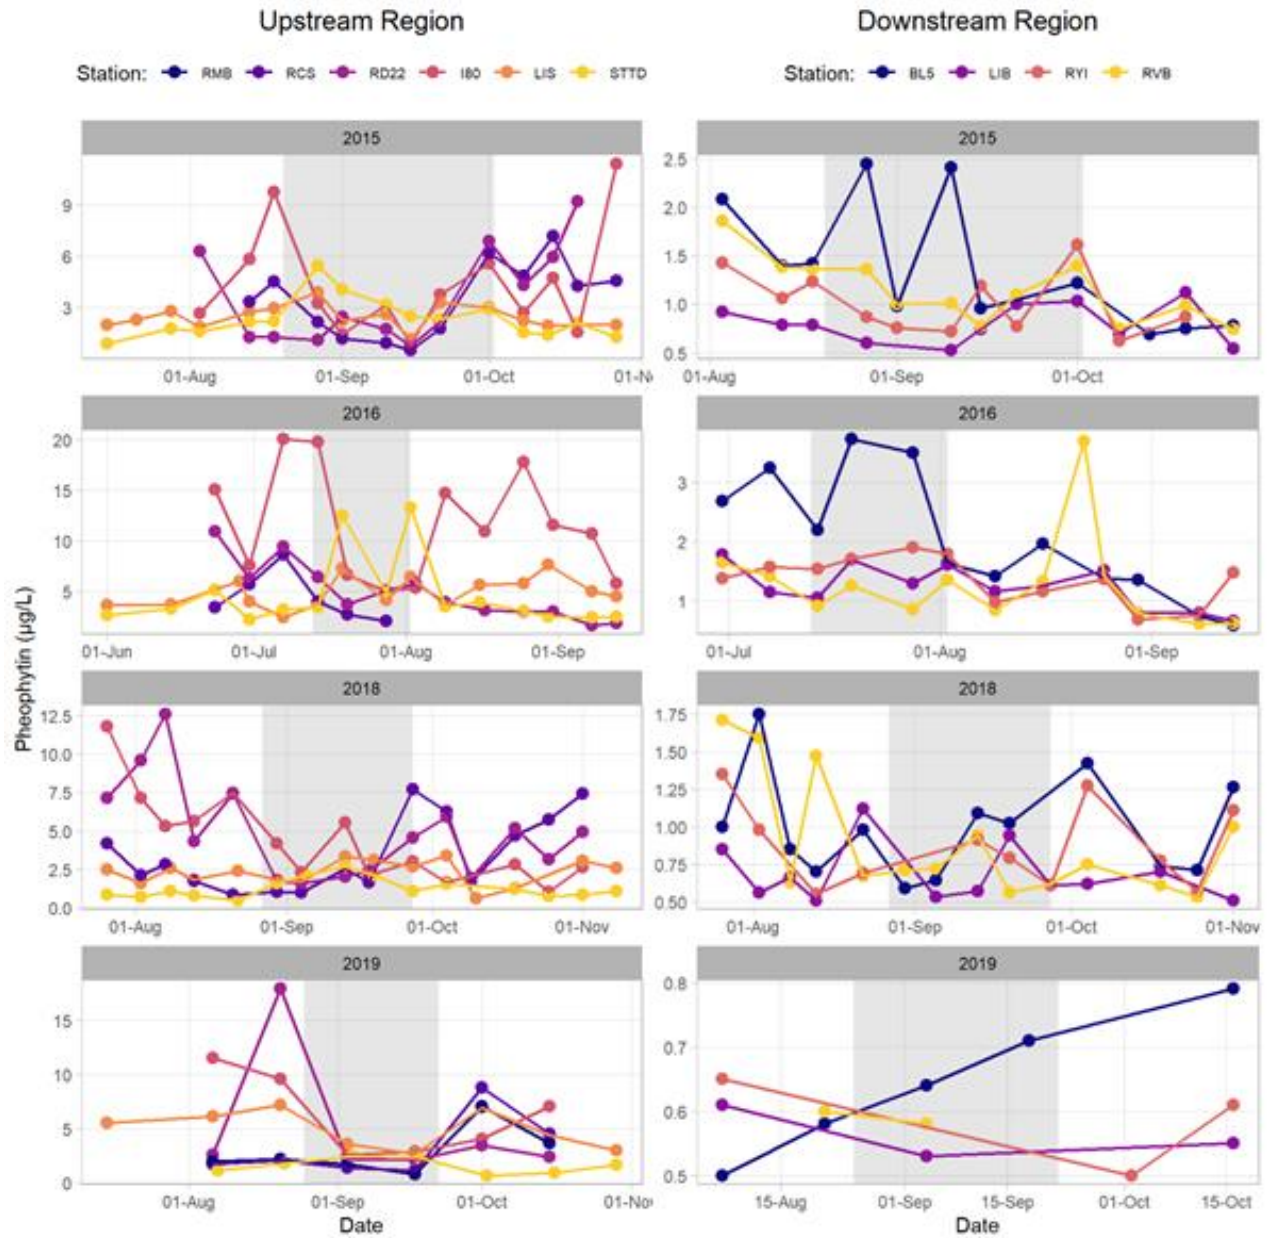 Upstream Region
Downstream Region
Station: RMB RCS RD22 I80 LIS STTD
Station: BL5 LIB RYI RVB
Pheophytin (µg/L)
2015
9
6
3
01-Aug 01-Sep 01-Oct 01-N
2015
2.5
2.0
1.5
1.0
0.5
01-Aug 01-Sep 01-Oct
2016
20
15
10
5
01-Jun 01-Jul 01-Aug 01-Sep
2016
3
2
1
01-Jul 01-Aug 01-Sep
2018
12.5
10.0
7.5
5.0
2.5
0.0
01-Aug 01-Sep 01-Oct 01-Nov
2018
1.75
1.50
1.25
1.00
0.75
0.50
01-Aug 01-Sep 01-Oct 01-Nov
2019
15
10
5
0
01-Aug 01-Sep 01-Oct 01-Nov
Date
2019
0.8
0.7
0.6
0.5
15-Aug 01-Sep 15-Sep 01-Oct 15-Oct
Date